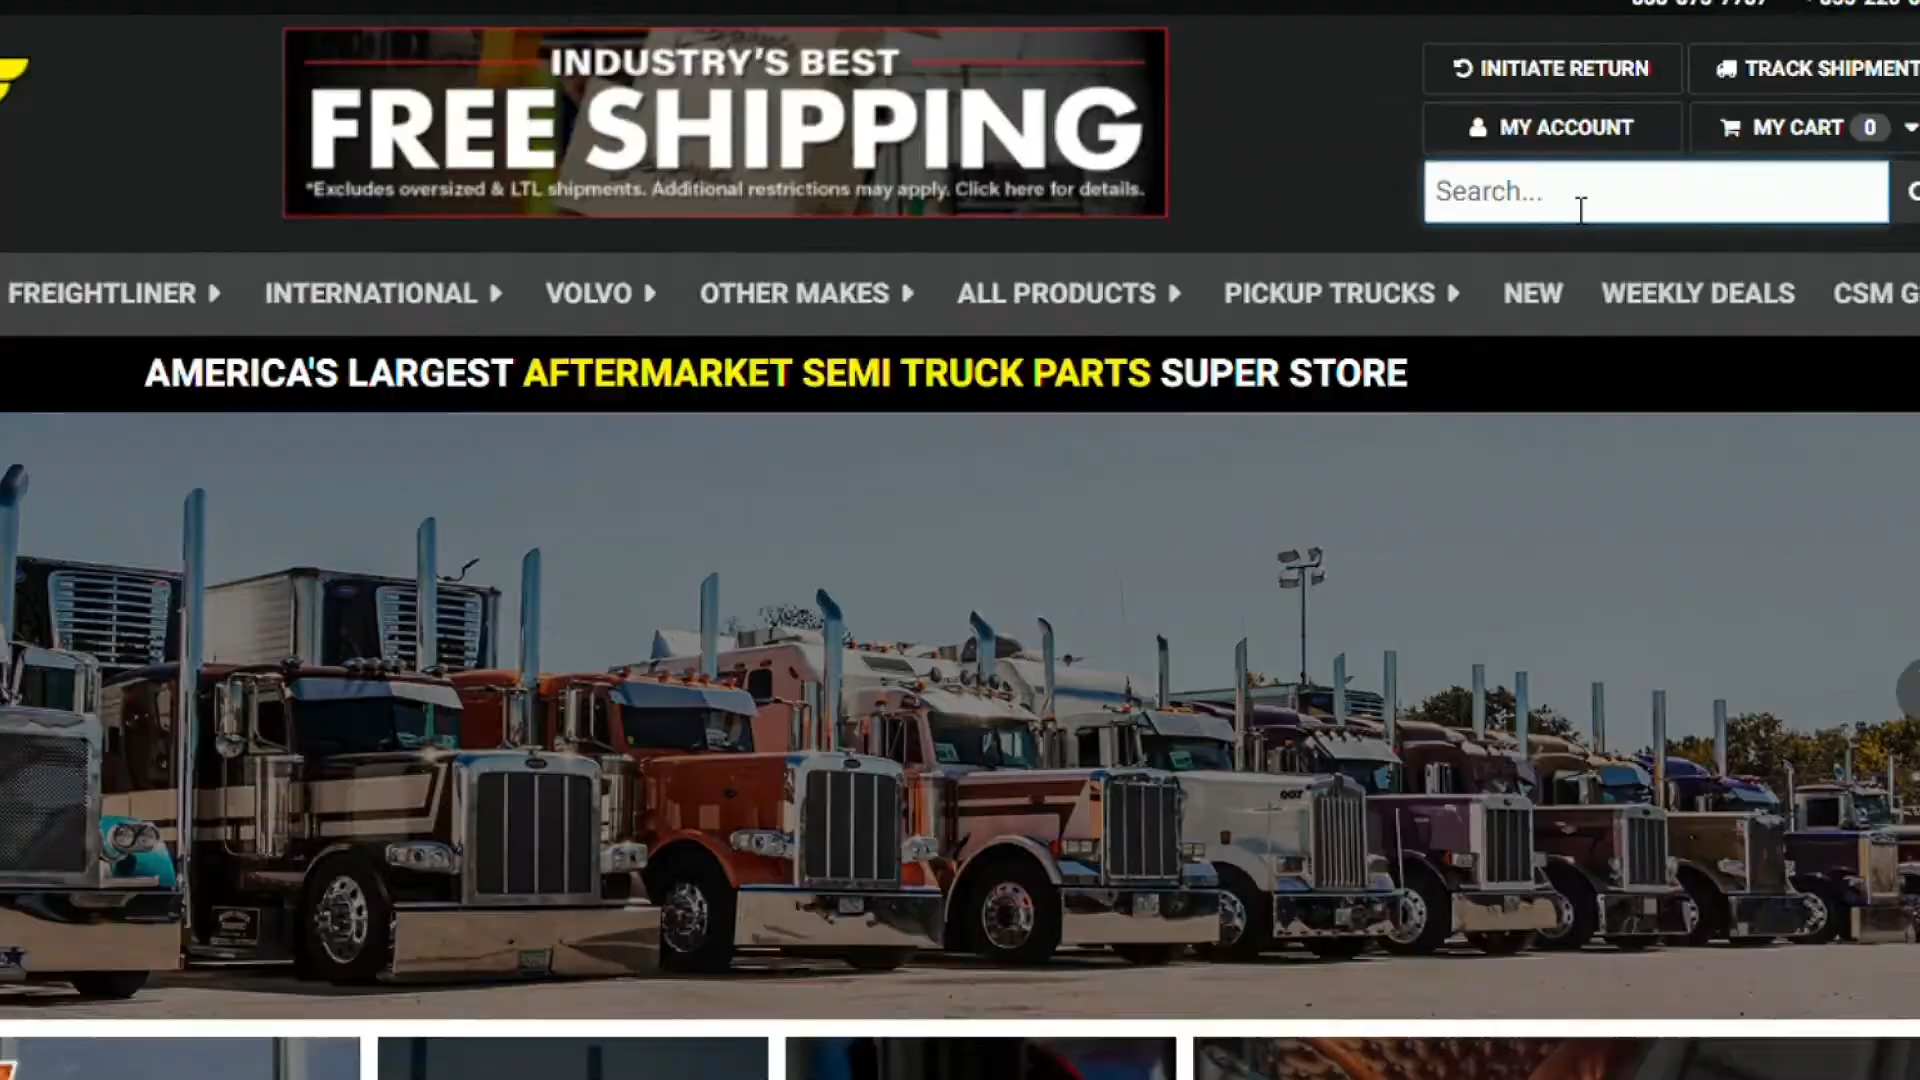 INDUSTRY'S BEST
FREE SHIPPING
*Excludes oversized & LTL shipments. Additional restrictions may apply. Click here for details.
INITIATE RETURN
TRACK SHIPMENT
MY ACCOUNT
MY CART 0
Search...
FREIGHTLINER
INTERNATIONAL
VOLVO
OTHER MAKES
ALL PRODUCTS
PICKUP TRUCKS
NEW
WEEKLY DEALS
CSM G
AMERICA'S LARGEST AFTERMARKET SEMI TRUCK PARTS SUPER STORE
007